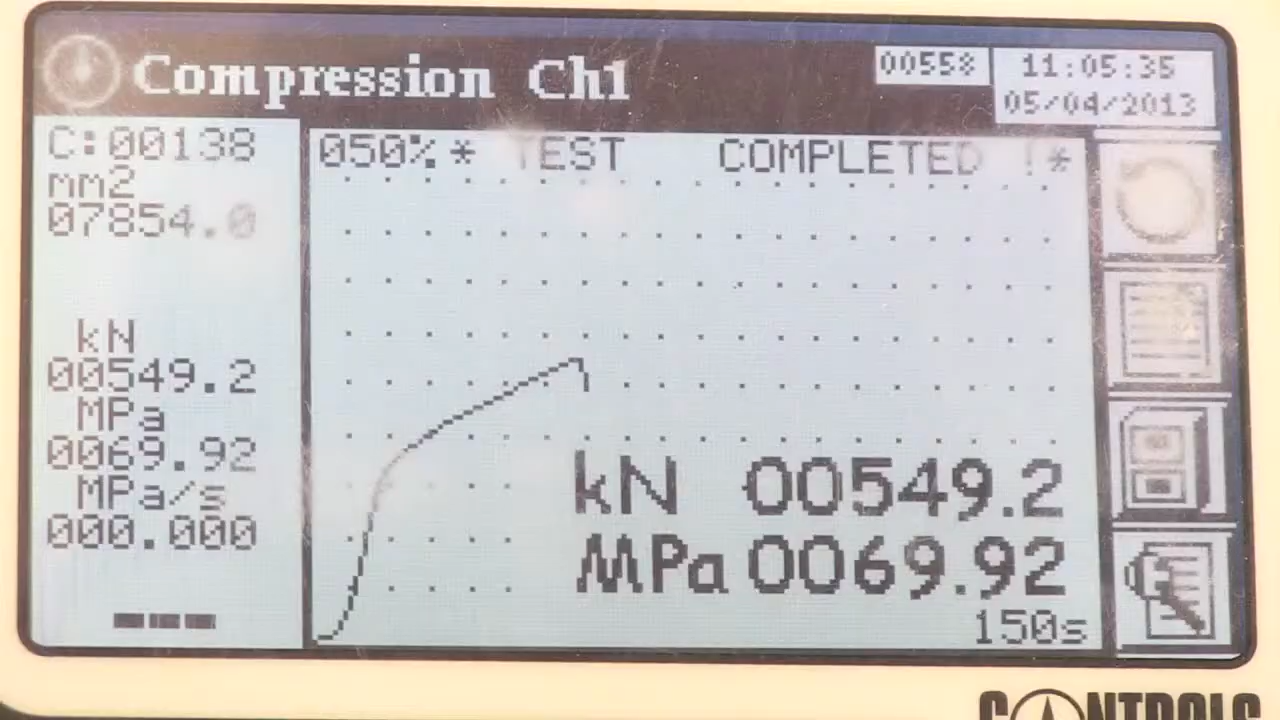 Compression Ch1
00558
11:05:35
05/04/2013
C:00138
mm2
07854.0
kN
00549.2
MPa
0069.92
MPa/s
000.000
050%* TEST COMPLETED !*
kN 00549.2
MPa 0069.92
150s
CONTROLS